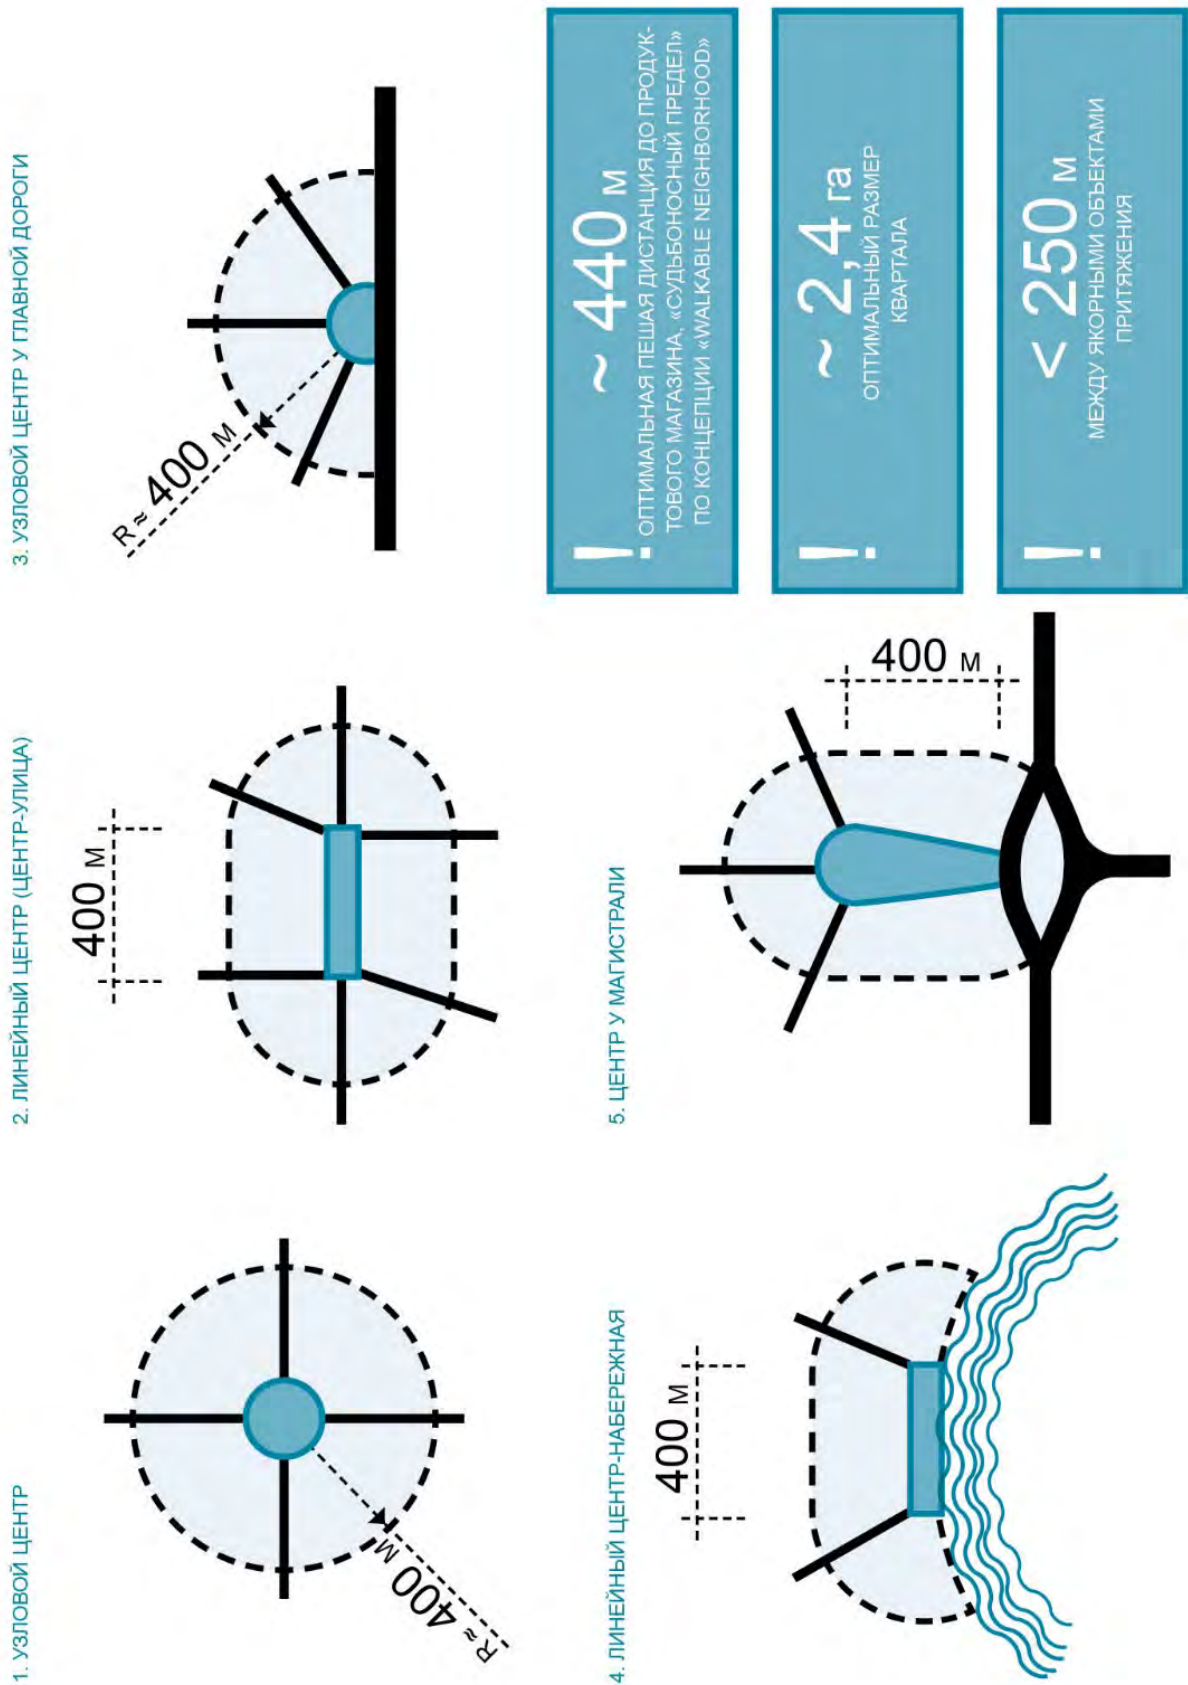 1. УЗЛОВОЙ ЦЕНТР
R ≈ 400 м
2. ЛИНЕЙНЫЙ ЦЕНТР (ЦЕНТР-УЛИЦА)
400 м
3. УЗЛОВОЙ ЦЕНТР У ГЛАВНОЙ ДОРОГИ
R ≈ 400 м
4. ЛИНЕЙНЫЙ ЦЕНТР-НАБЕРЕЖНАЯ
400 м
5. ЦЕНТР У МАГИСТРАЛИ
400 м
! ~ 440 м
ОПТИМАЛЬНАЯ ПЕШАЯ ДИСТАНЦИЯ ДО ПРОДУК-
ТОВОГО МАГАЗИНА, «СУДЬБОНОСНЫЙ ПРЕДЕЛ»
ПО КОНЦЕПЦИИ «WALKABLE NEIGHBORHOOD»
! ~ 2,4 га
ОПТИМАЛЬНЫЙ РАЗМЕР
КВАРТАЛА
! < 250 м
МЕЖДУ ЯКОРНЫМИ ОБЪЕКТАМИ
ПРИТЯЖЕНИЯ